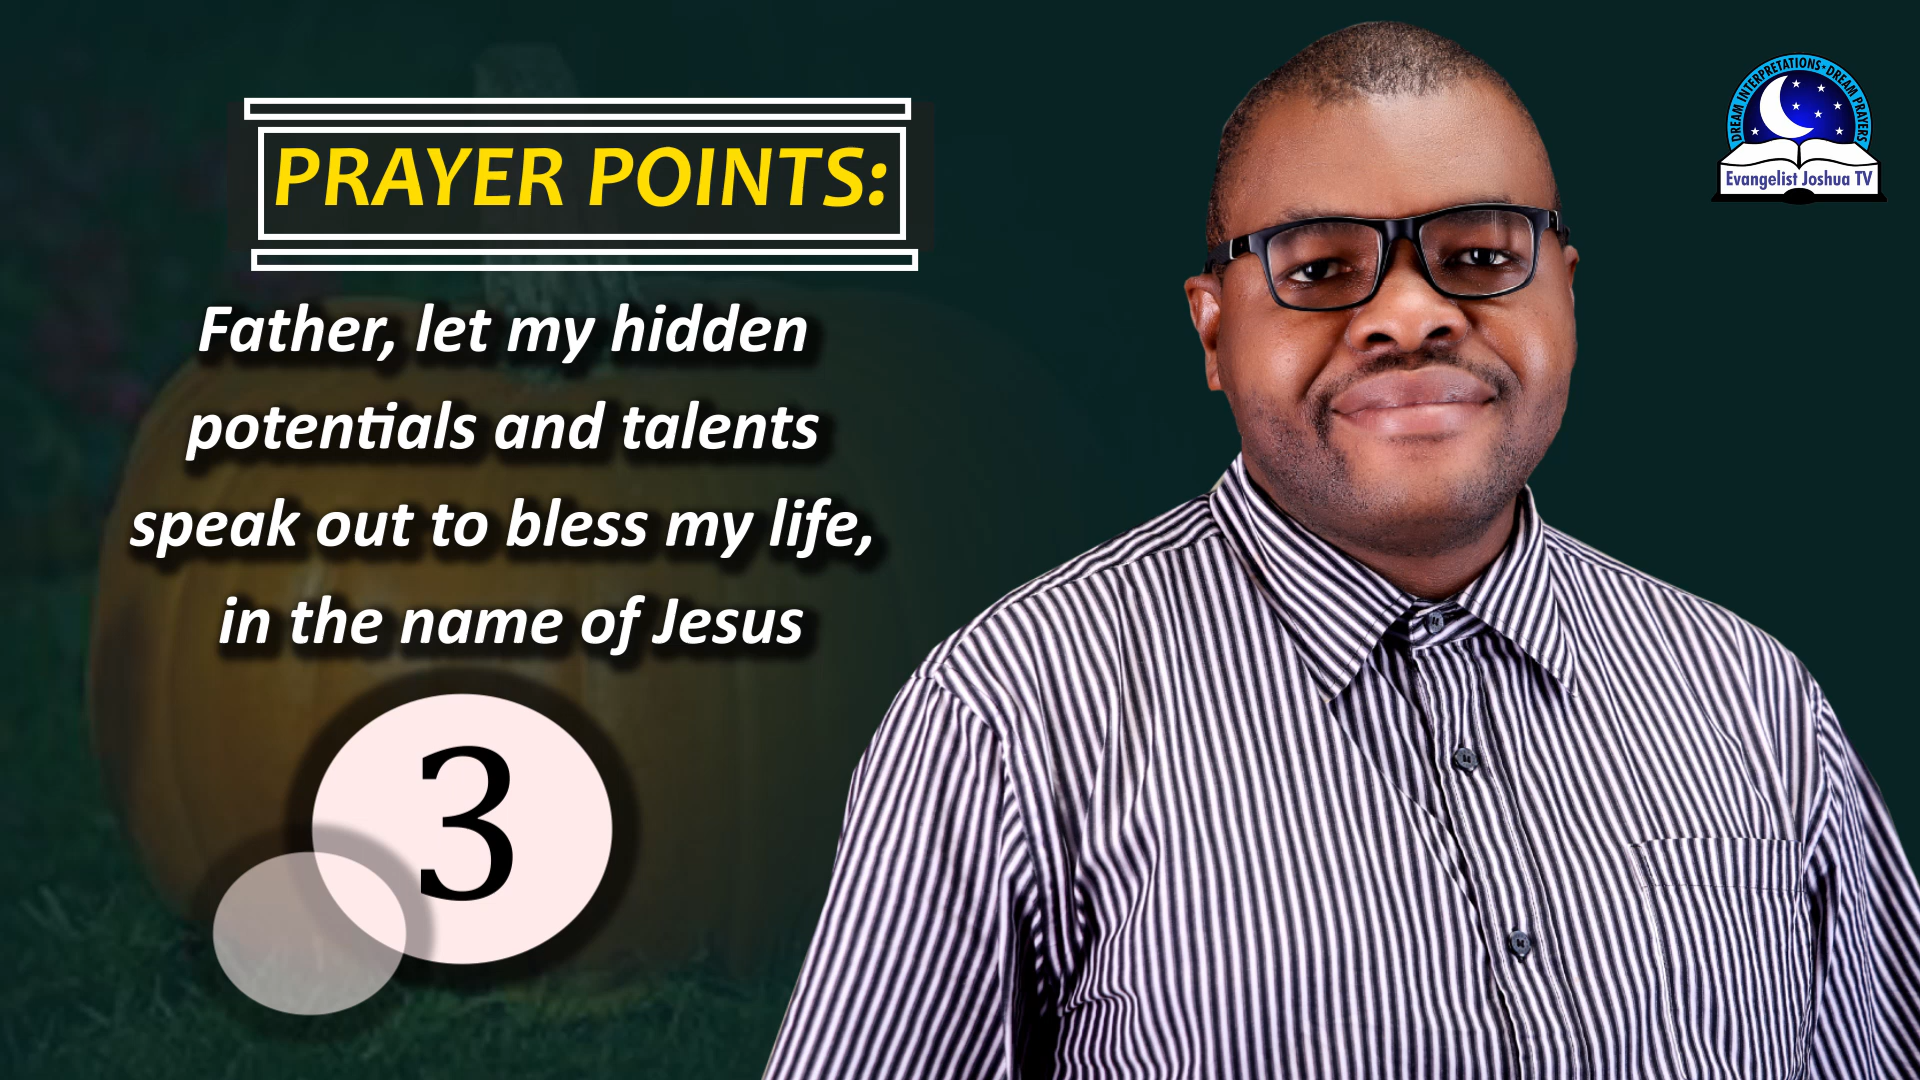 PRAYER POINTS:
Father, let my hidden
potentials and talents
speak out to bless my life,
in the name of Jesus
3
DREAM INTERPRETATIONS • DREAM PRAYERS
Evangelist Joshua TV